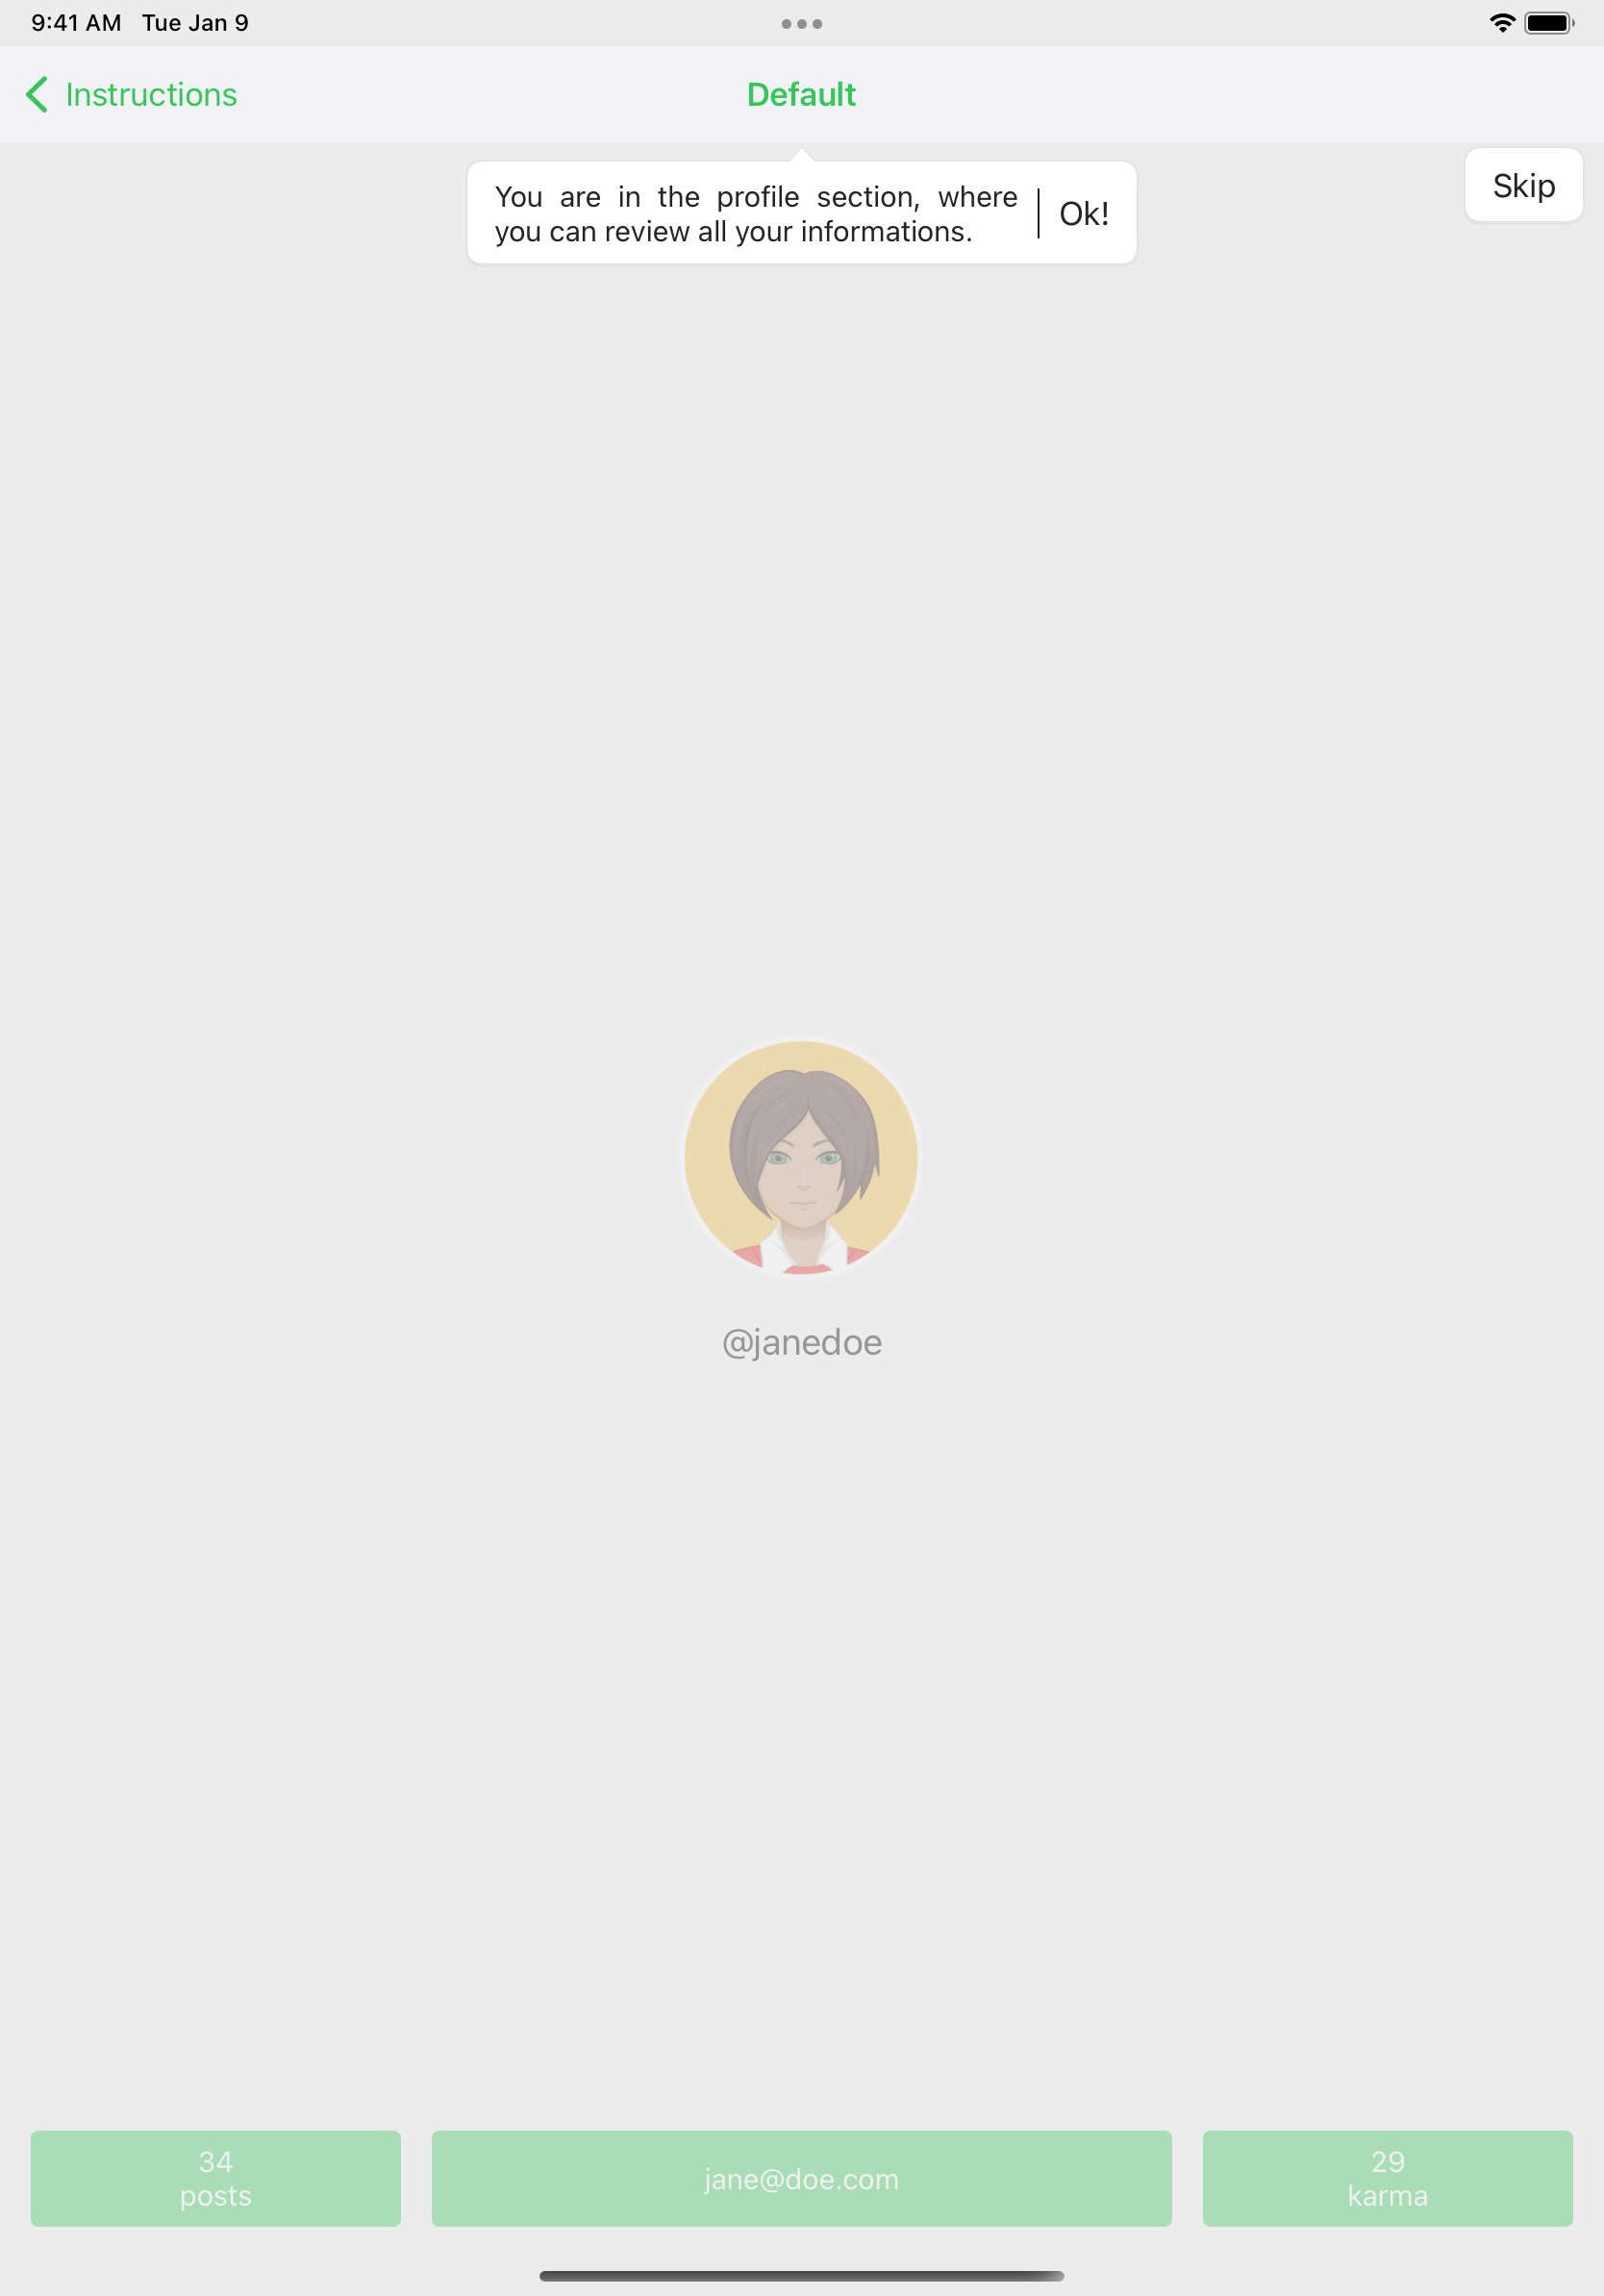 9:41 AM Tue Jan 9
Instructions
Default
You are in the profile section, where
you can review all your informations.
Ok!
Skip
@janedoe
34
posts
jane@doe.com
29
karma